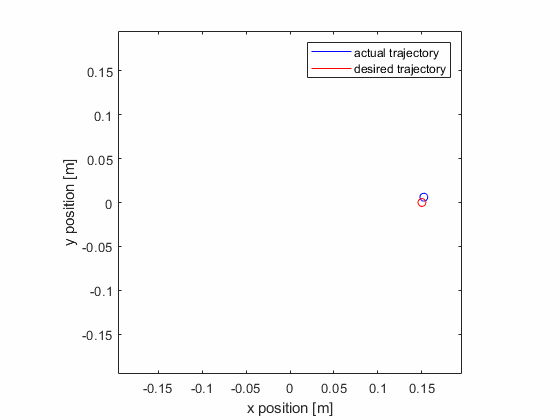 actual trajectory
desired trajectory
0.15
0.1
0.05
0
-0.05
-0.1
-0.15
y position [m]
-0.15 -0.1 -0.05 0 0.05 0.1 0.15
x position [m]